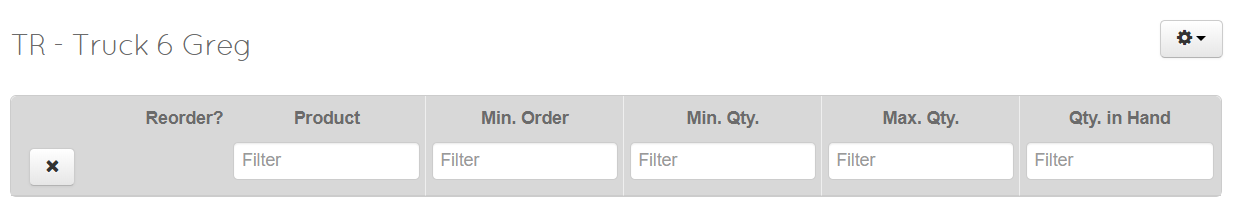 TR - Truck 6 Greg
Reorder? Product Min. Order Min. Qty. Max. Qty. Qty. in Hand
Filter Filter Filter Filter Filter